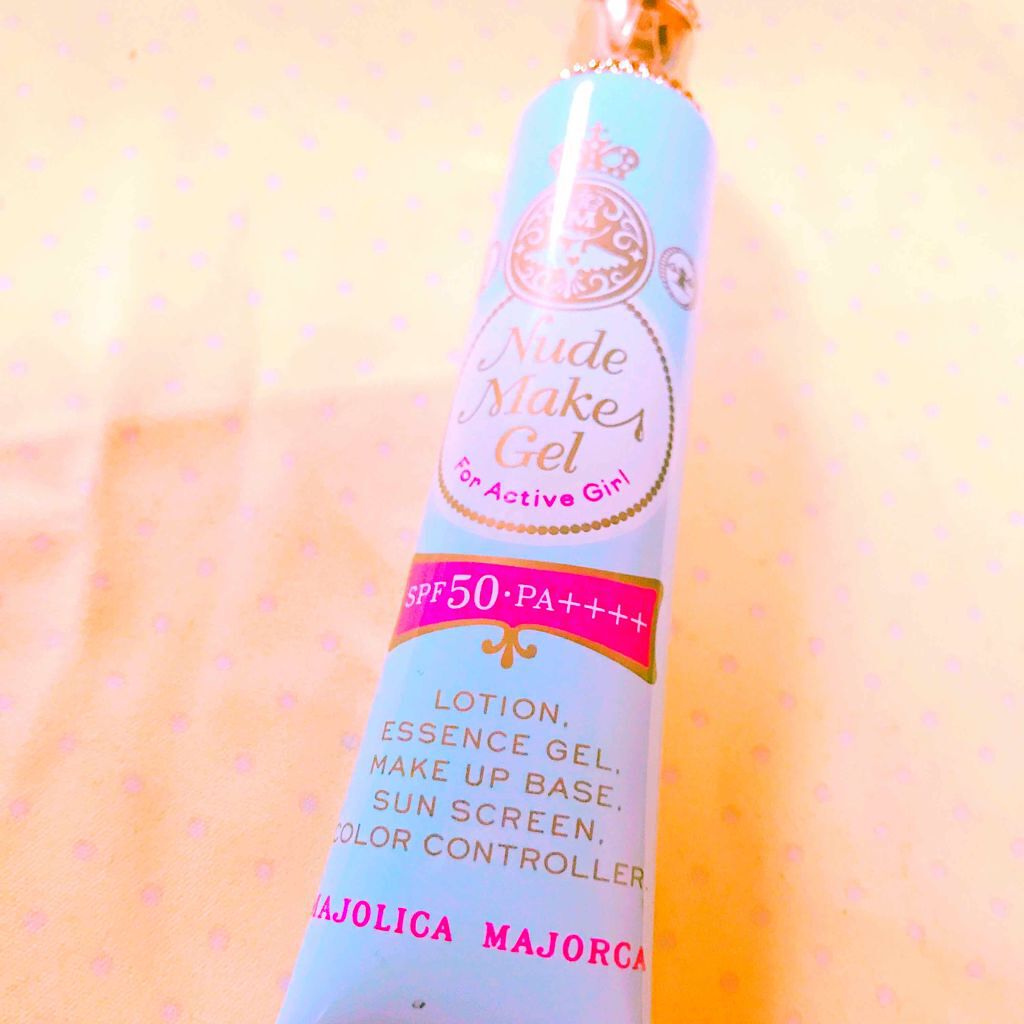 Nude
Make
Gel
For Active Girl
SPF50·PA++++
LOTION,
ESSENCE GEL,
MAKE UP BASE,
SUN SCREEN,
COLOR CONTROLLER.
MAJOLICA MAJORCA